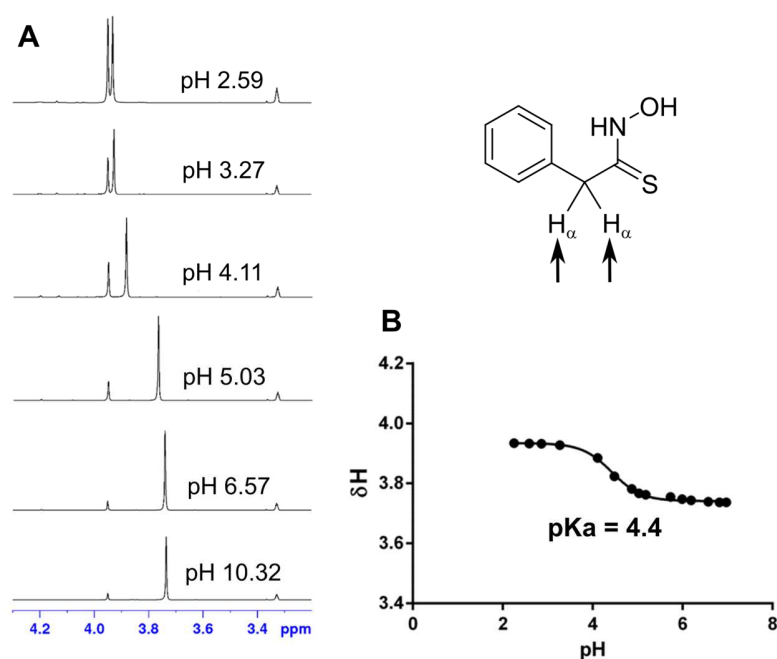 A
pH 2.59
pH 3.27
pH 4.11
pH 5.03
pH 6.57
pH 10.32
4.2 4.0 3.8 3.6 3.4 ppm
OH
HN
S
Hα Hα
B
4.2
4.0
3.8
3.6
3.4
δH
pKa = 4.4
0 2 4 6 8
pH